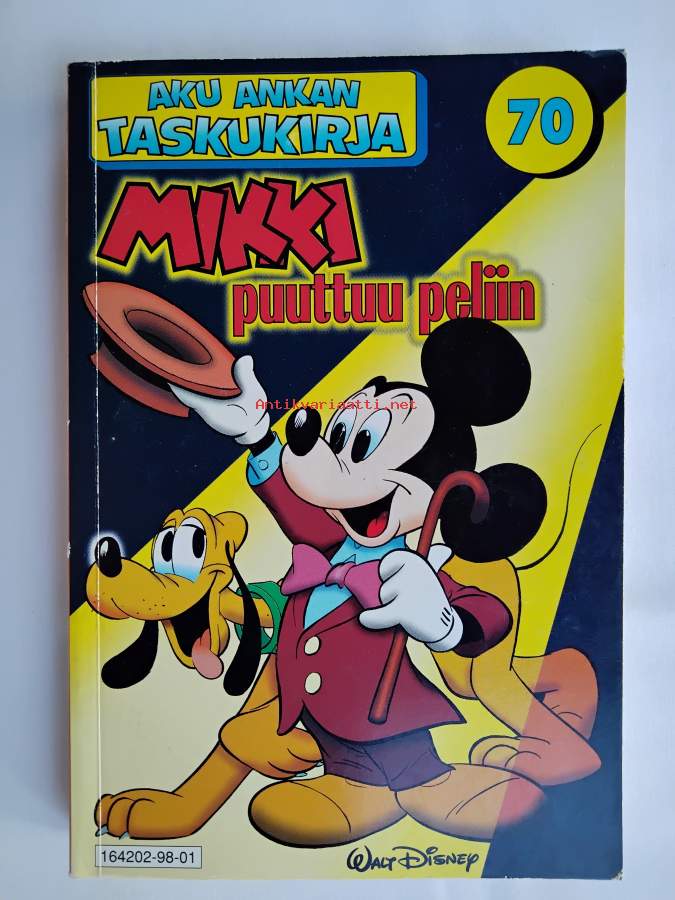 AKU ANKAN
TASKUKIRJA
70
MIKKI
puuttuu peliin
Antikvariaatti.net
164202-98-01
WALT DISNEY